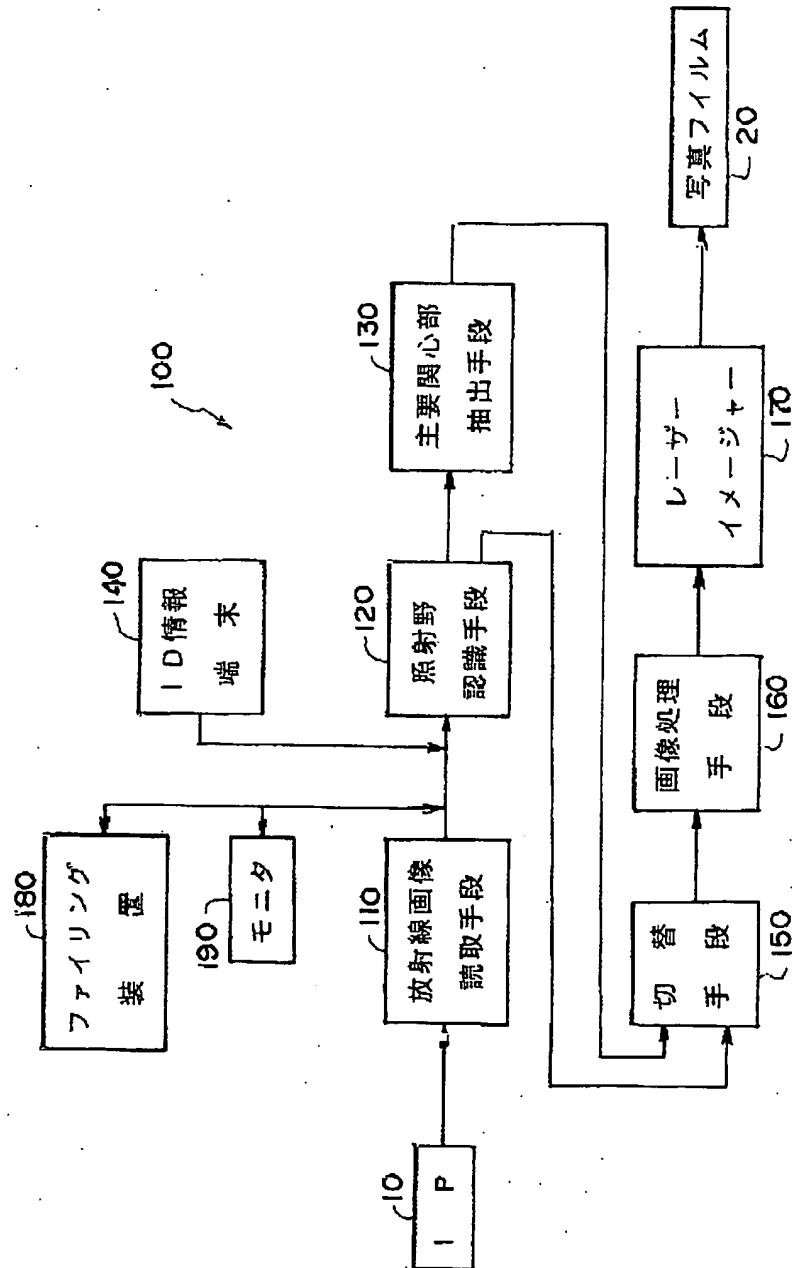 100
10
I P
110
放射線画像
読取手段
180
ファイリング
装置
190
モニタ
140
ID情報
端末
120
照射野
認識手段
130
主要関心部
抽出手段
150
切替
手段
160
画像処理
手段
170
レーザー
イメージャー
写真フイルム
20